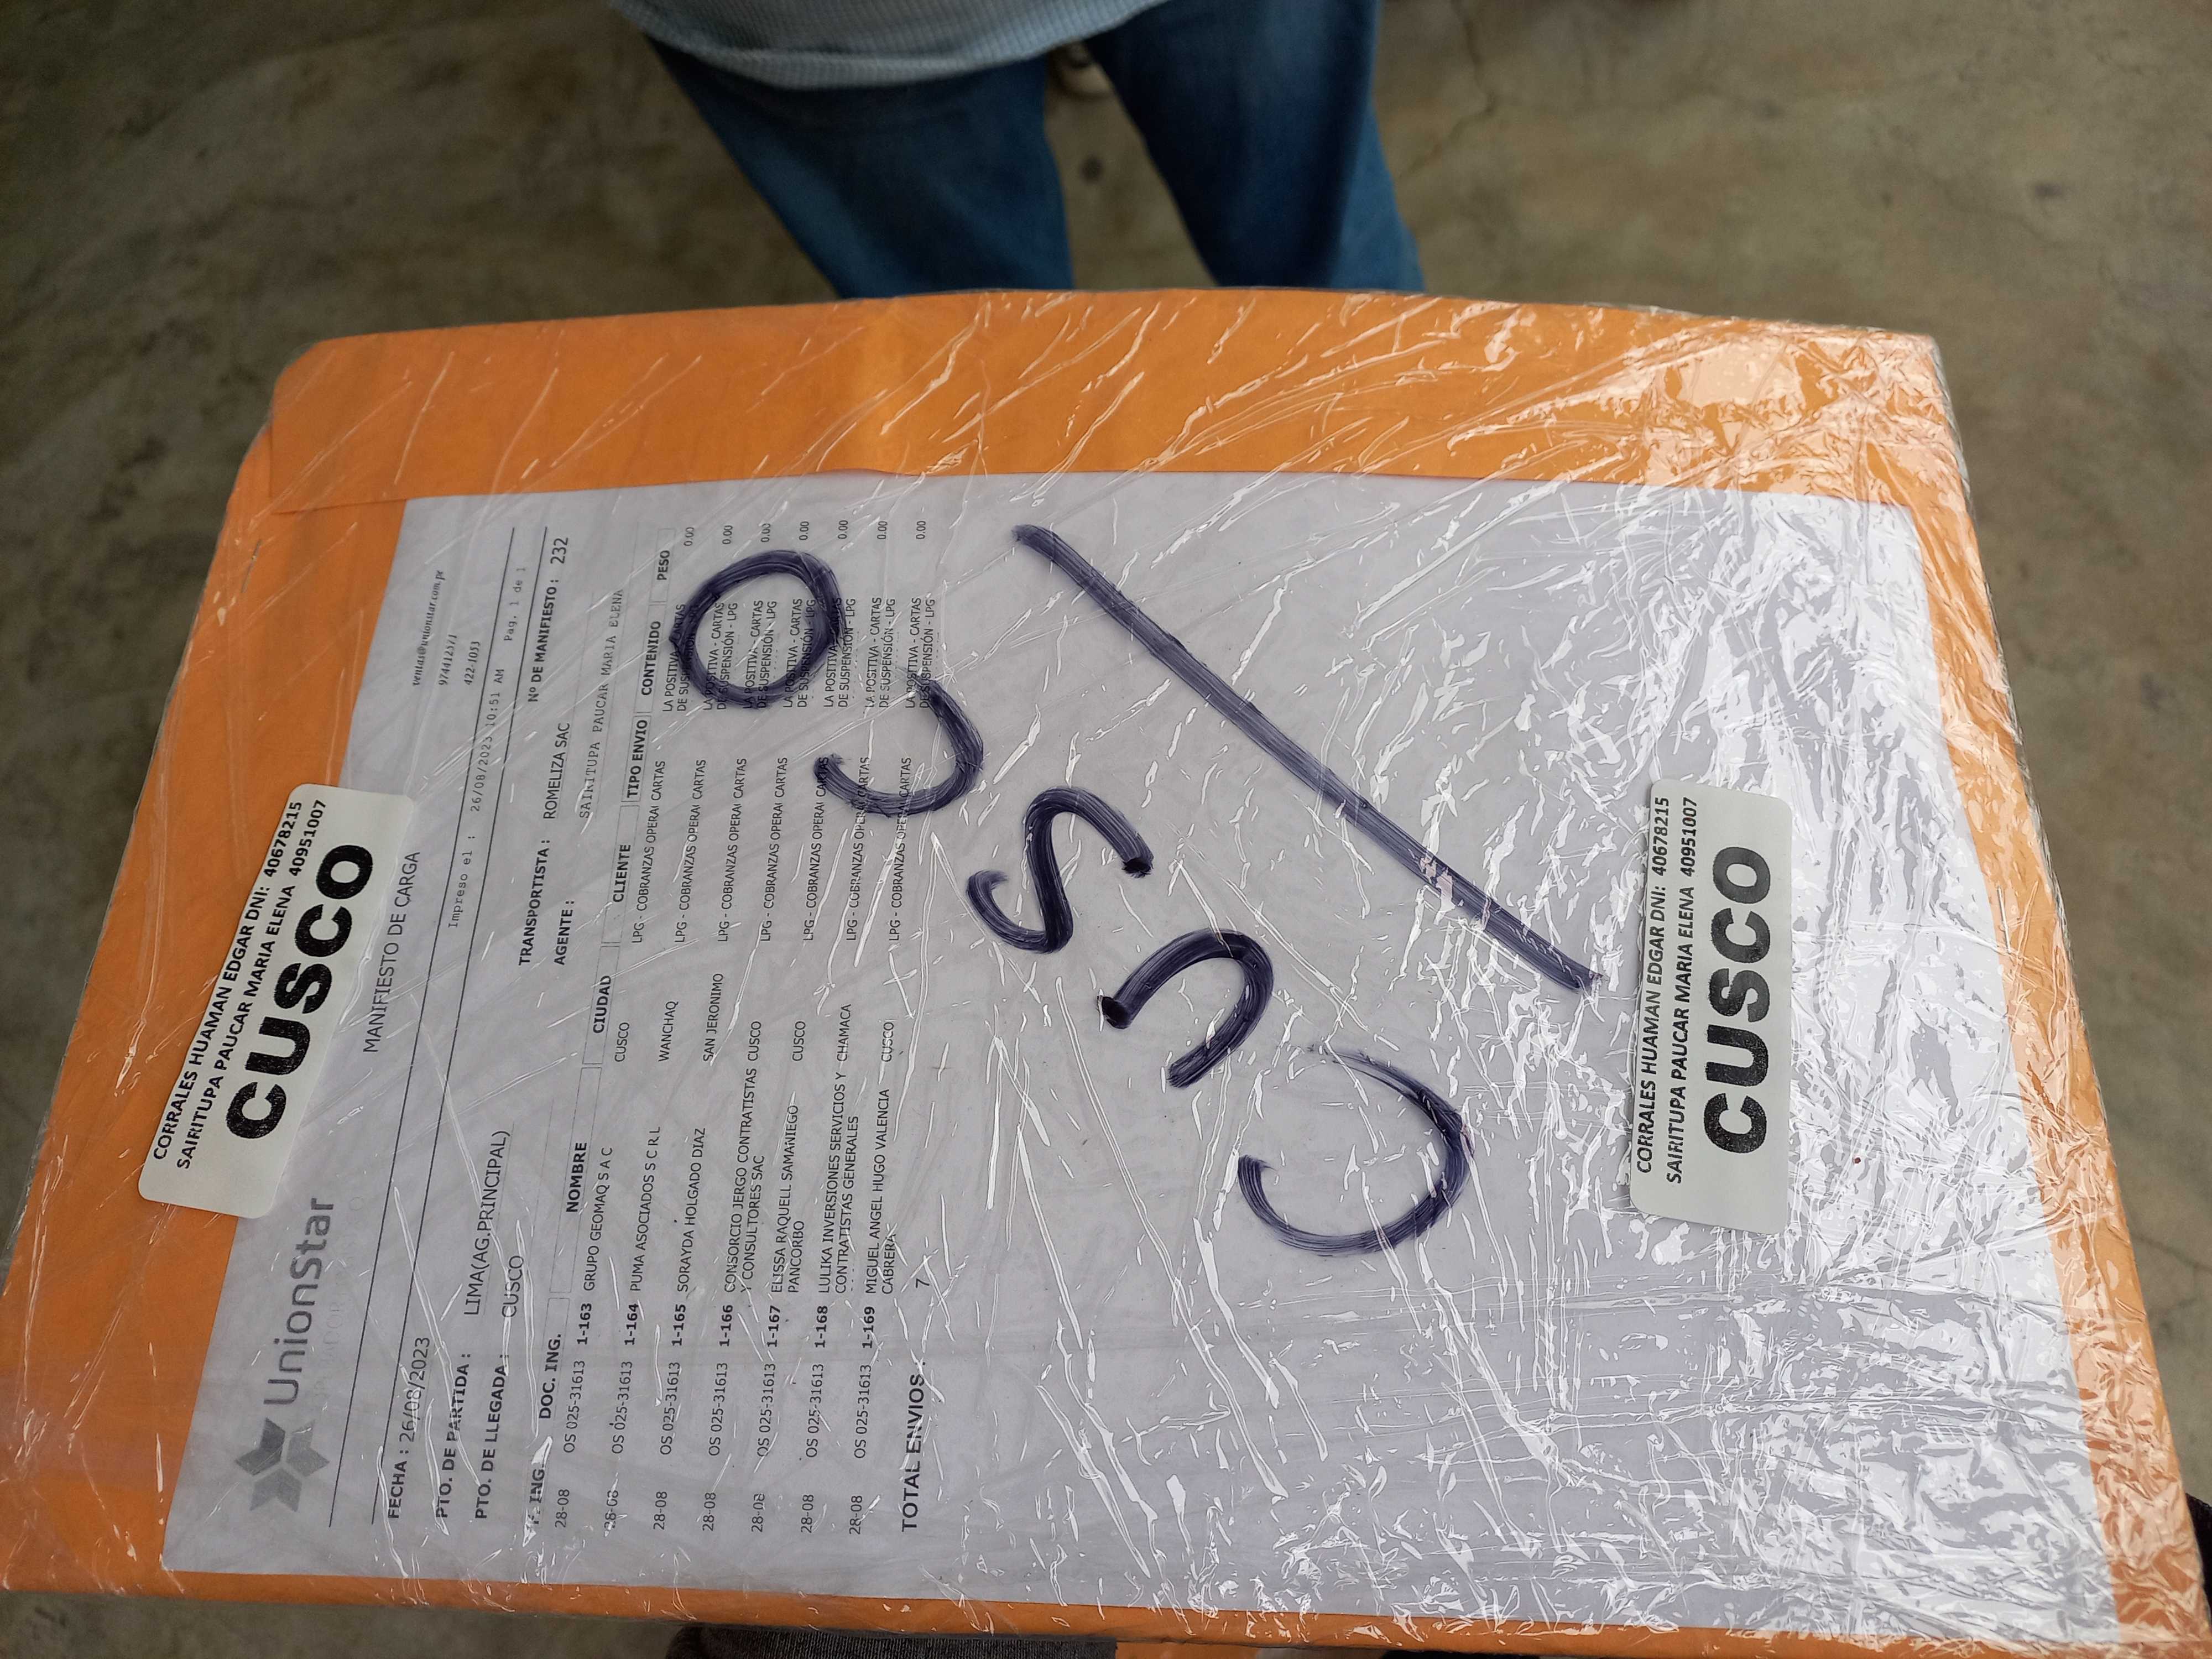 CORRALES HUAMAN EDGAR DNI: 40678215
SAIRITUPA PAUCAR MARIA ELENA 40951007
CUSCO
UnionStar
ventas@unionstar.com.pe
974412571
422-1053
MANIFIESTO DE CARGA
Impreso el : 26/08/2023 10:51 AM Pag. 1 de 1
FECHA : 26/08/2023
Nº DE MANIFIESTO : 232
PTO. DE PARTIDA : LIMA(AG.PRINCIPAL)
TRANSPORTISTA : ROMELIZA SAC
PTO. DE LLEGADA : CUSCO
AGENTE : SAIRITUPA PAUCAR MARIA ELENA
F. ING. DOC. ING. NOMBRE CIUDAD CLIENTE TIPO ENVIO CONTENIDO PESO
28-08 OS 025-31613 1-163 GRUPO GEOMAQ S A C CUSCO LPG - COBRANZAS OPERA CARTAS LA POSITIVA - CARTAS 0.00
DE SUSPENSIÓN - LPG
28-08 OS 025-31613 1-164 PUMA ASOCIADOS S C R L WANCHAQ LPG - COBRANZAS OPERA CARTAS LA POSITIVA - CARTAS 0.00
DE SUSPENSIÓN - LPG
28-08 OS 025-31613 1-165 SORAYDA HOLGADO DIAZ SAN JERONIMO LPG - COBRANZAS OPERA CARTAS LA POSITIVA - CARTAS 0.00
DE SUSPENSIÓN - LPG
28-08 OS 025-31613 1-166 CONSORCIO JERGO CONTRATISTAS CUSCO LPG - COBRANZAS OPERA CARTAS LA POSITIVA - CARTAS 0.00
Y CONSULTORES SAC DE SUSPENSIÓN - LPG
28-08 OS 025-31613 1-167 ELISSA RAQUELL SAMANIEGO CUSCO LPG - COBRANZAS OPERA CARTAS LA POSITIVA - CARTAS 0.00
PANCORBO DE SUSPENSIÓN - LPG
28-08 OS 025-31613 1-168 LULIKA INVERSIONES SERVICIOS Y CHAMACA LPG - COBRANZAS OPERA CARTAS LA POSITIVA - CARTAS 0.00
CONTRATISTAS GENERALES DE SUSPENSIÓN - LPG
28-08 OS 025-31613 1-169 MIGUEL ANGEL HUGO VALENCIA CUSCO LPG - COBRANZAS OPERA CARTAS LA POSITIVA - CARTAS 0.00
CABRERA DE SUSPENSIÓN - LPG
TOTAL ENVIOS : 7
CUSCO
CORRALES HUAMAN EDGAR DNI: 40678215
SAIRITUPA PAUCAR MARIA ELENA 40951007
CUSCO